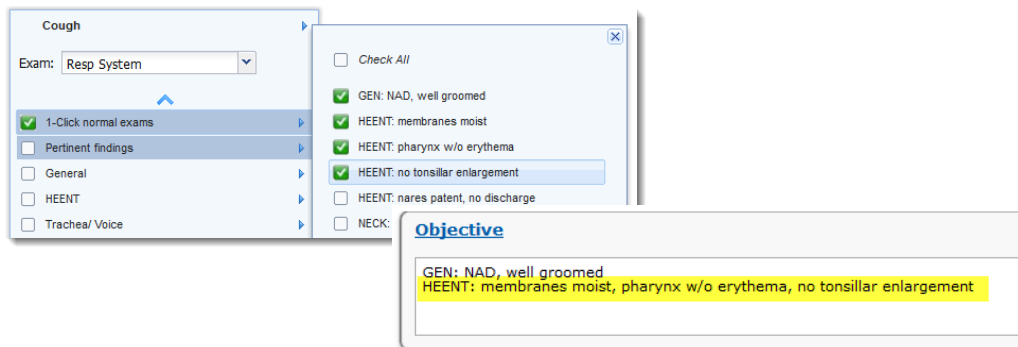 Cough
Exam: Resp System
1-Click normal exams
Pertinent findings
General
HEENT
Trachea/ Voice
Check All
GEN: NAD, well groomed
HEENT: membranes moist
HEENT: pharynx w/o erythema
HEENT: no tonsillar enlargement
HEENT: nares patent, no discharge
NECK:
Objective
GEN: NAD, well groomed
HEENT: membranes moist, pharynx w/o erythema, no tonsillar enlargement